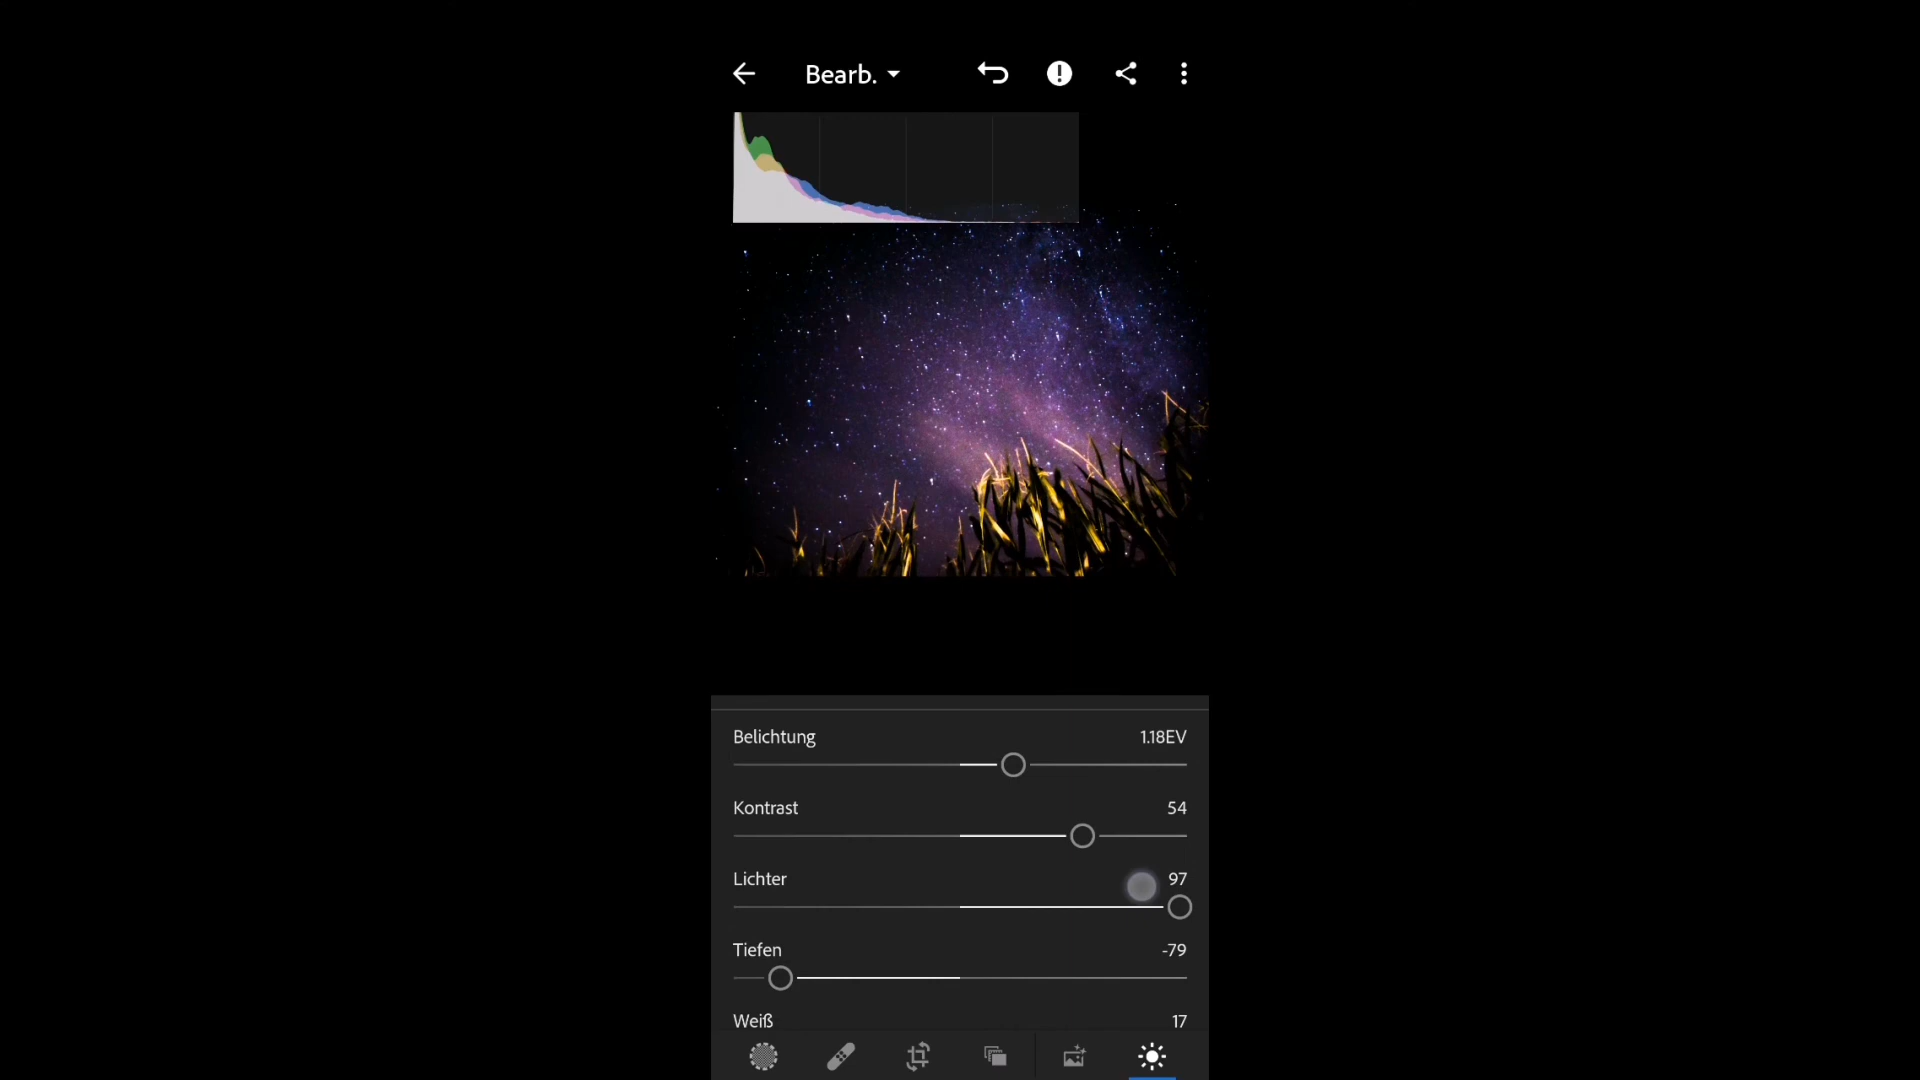 Bearb.
Belichtung 1.18EV
Kontrast 54
Lichter 97
Tiefen -79
Weiß 17